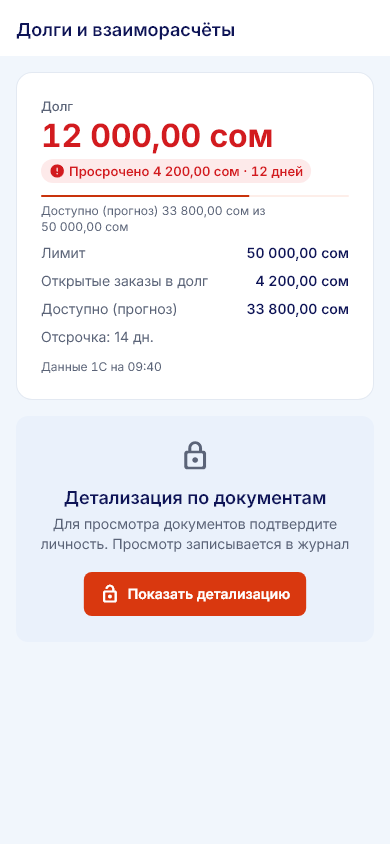 Долги и взаиморасчёты
Долг
12 000,00 сом
Просрочено 4 200,00 сом · 12 дней
Доступно (прогноз) 33 800,00 сом из
50 000,00 сом
Лимит 50 000,00 сом
Открытые заказы в долг 4 200,00 сом
Доступно (прогноз) 33 800,00 сом
Отсрочка: 14 дн.
Данные 1С на 09:40
Детализация по документам
Для просмотра документов подтвердите
личность. Просмотр записывается в журнал
Показать детализацию